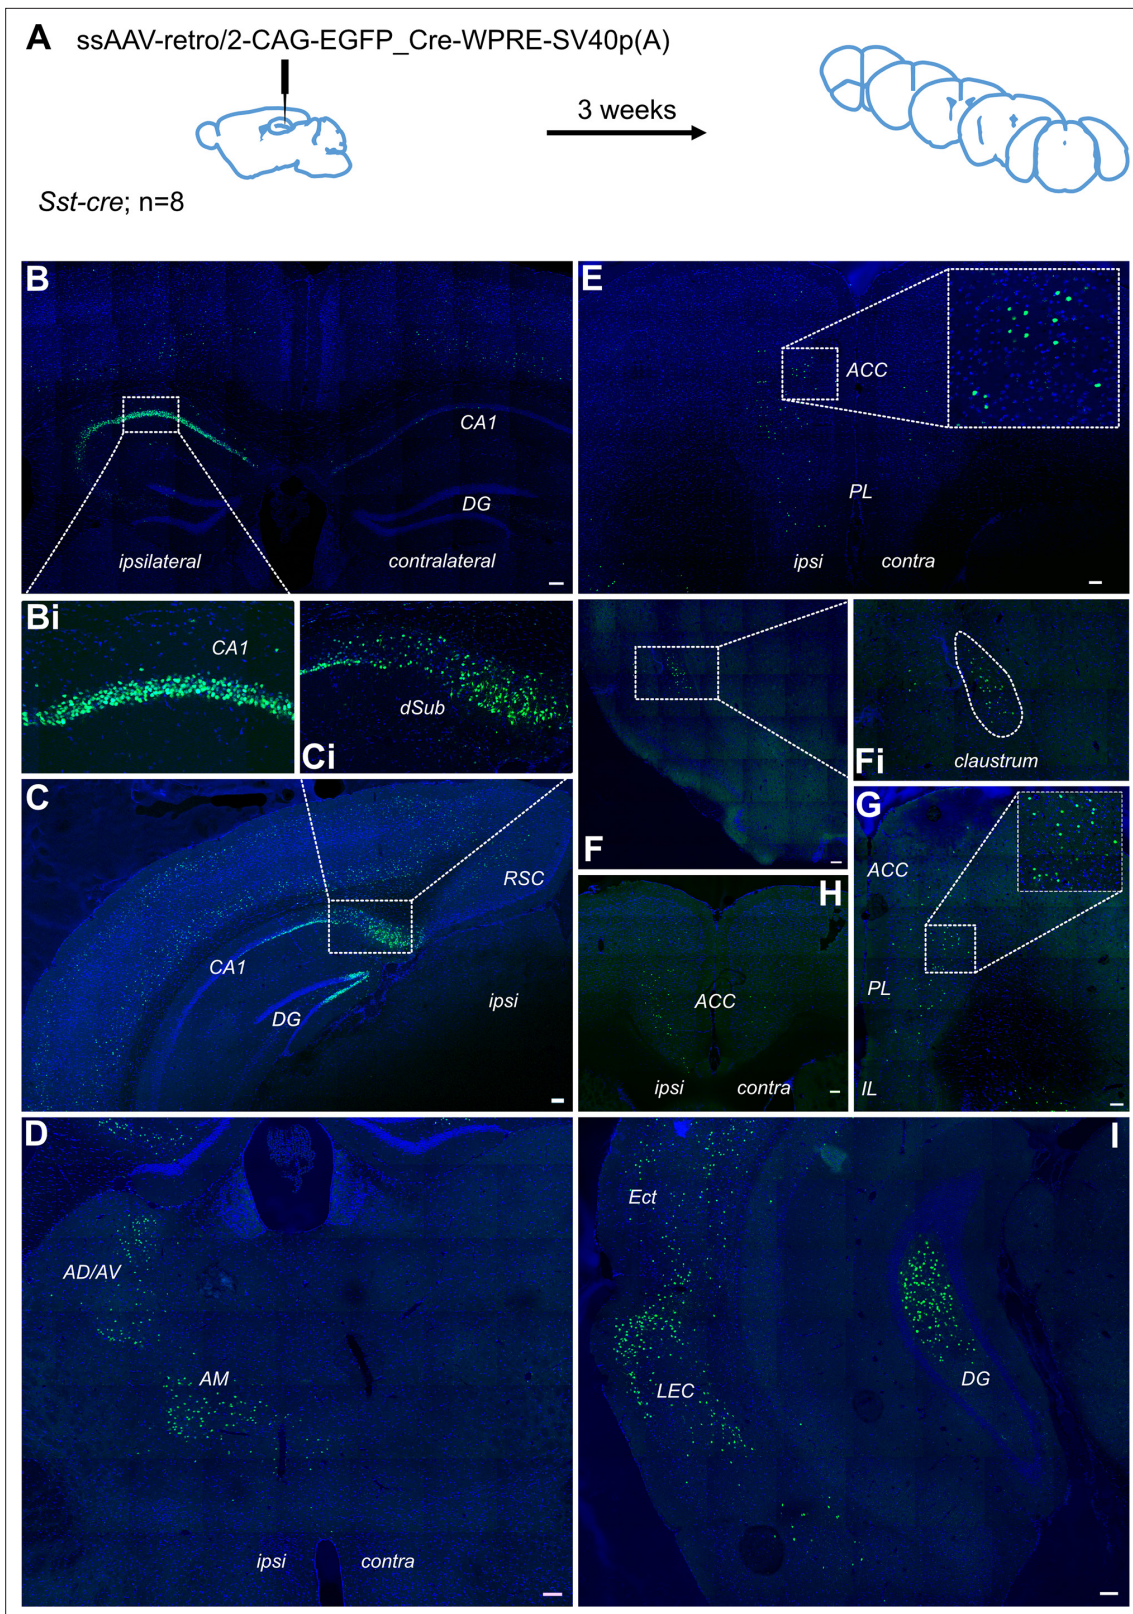 A ssAAV-retro/2-CAG-EGFP_Cre-WPRE-SV40p(A)
3 weeks
Sst-cre; n=8
B
CA1
DG
ipsilateral
contralateral
E
ACC
PL
ipsi
contra
Bi
CA1
dSub
Ci
F
claustrum
Fi
C
RSC
CA1
DG
ipsi
H
ACC
ipsi
contra
G
ACC
PL
IL
D
AD/AV
AM
ipsi
contra
I
Ect
LEC
DG